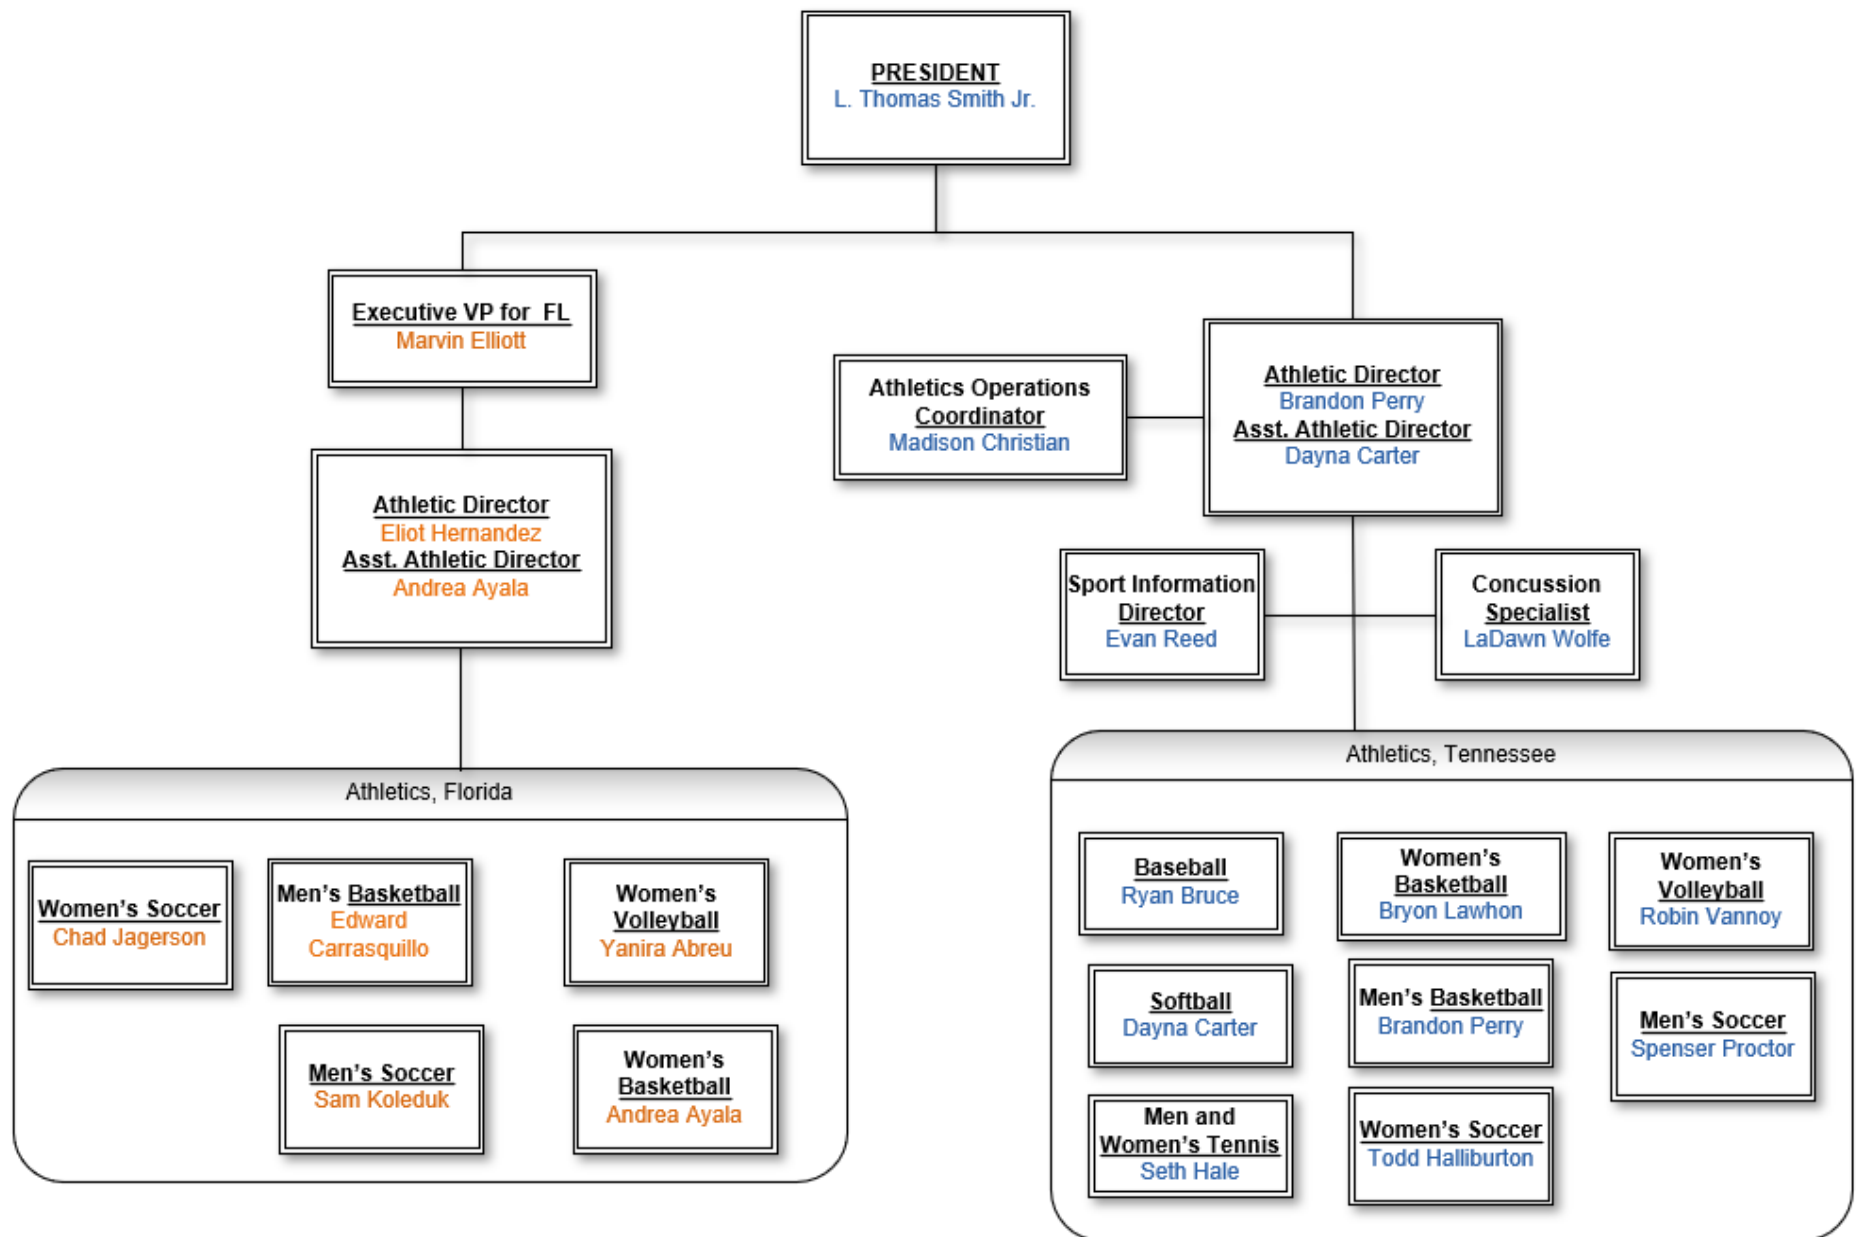 PRESIDENT
L. Thomas Smith Jr.
Executive VP for FL
Marvin Elliott
Athletic Director
Eliot Hernandez
Asst. Athletic Director
Andrea Ayala
Athletics Operations
Coordinator
Madison Christian
Athletic Director
Brandon Perry
Asst. Athletic Director
Dayna Carter
Sport Information
Director
Evan Reed
Concussion
Specialist
LaDawn Wolfe
Athletics, Florida
Women's Soccer
Chad Jagerson
Men's Basketball
Edward
Carrasquillo
Women's
Volleyball
Yanira Abreu
Men's Soccer
Sam Koleduk
Women's
Basketball
Andrea Ayala
Athletics, Tennessee
Baseball
Ryan Bruce
Women's
Basketball
Bryon Lawhon
Women's
Volleyball
Robin Vannoy
Softball
Dayna Carter
Men's Basketball
Brandon Perry
Men's Soccer
Spenser Proctor
Men and
Women's Tennis
Seth Hale
Women's Soccer
Todd Halliburton